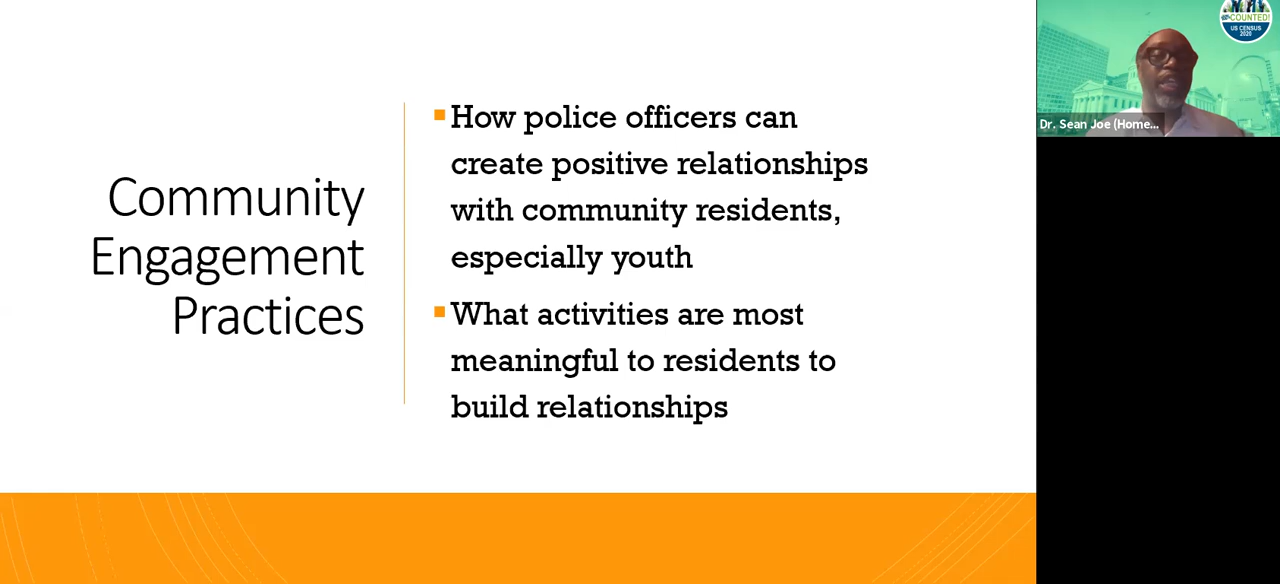 Community
Engagement
Practices
How police officers can
create positive relationships
with community residents,
especially youth
What activities are most
meaningful to residents to
build relationships
COUNTED!
US CENSUS
2020
Dr. Sean Joe (Home...